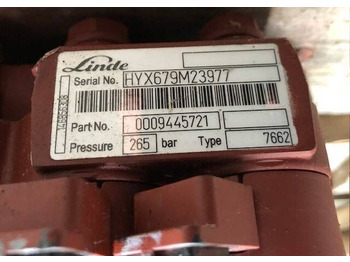 Linde
Serial No. HYX679M23977
Part No. 0009445721
Pressure 265 bar Type 7662